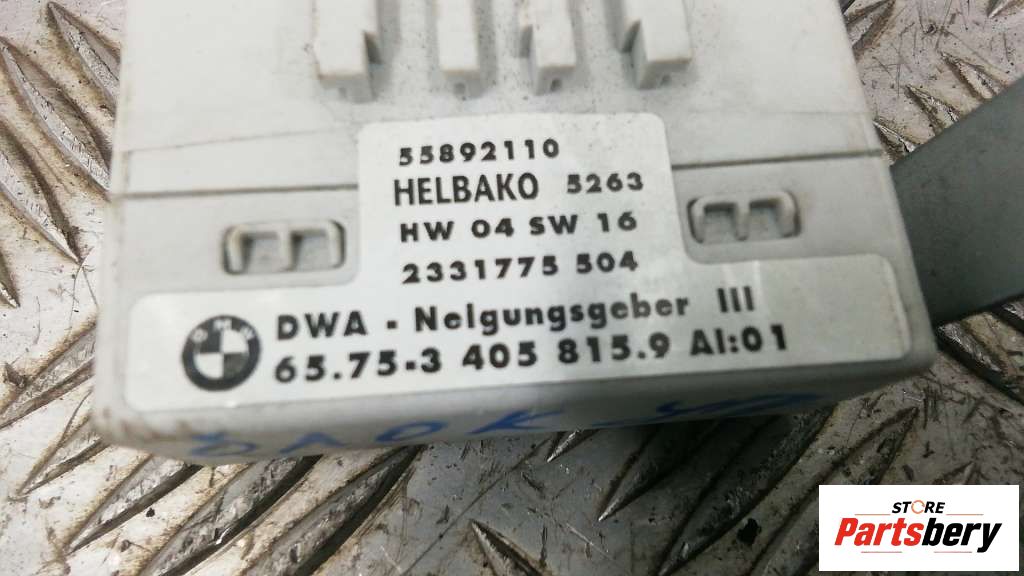 55892110
HELBAKO 5263
HW 04 SW 16
2331775 504
BMW
DWA - Neigungsgeber III
65.75-3 405 815.9 AI:01
STORE
Partsbery